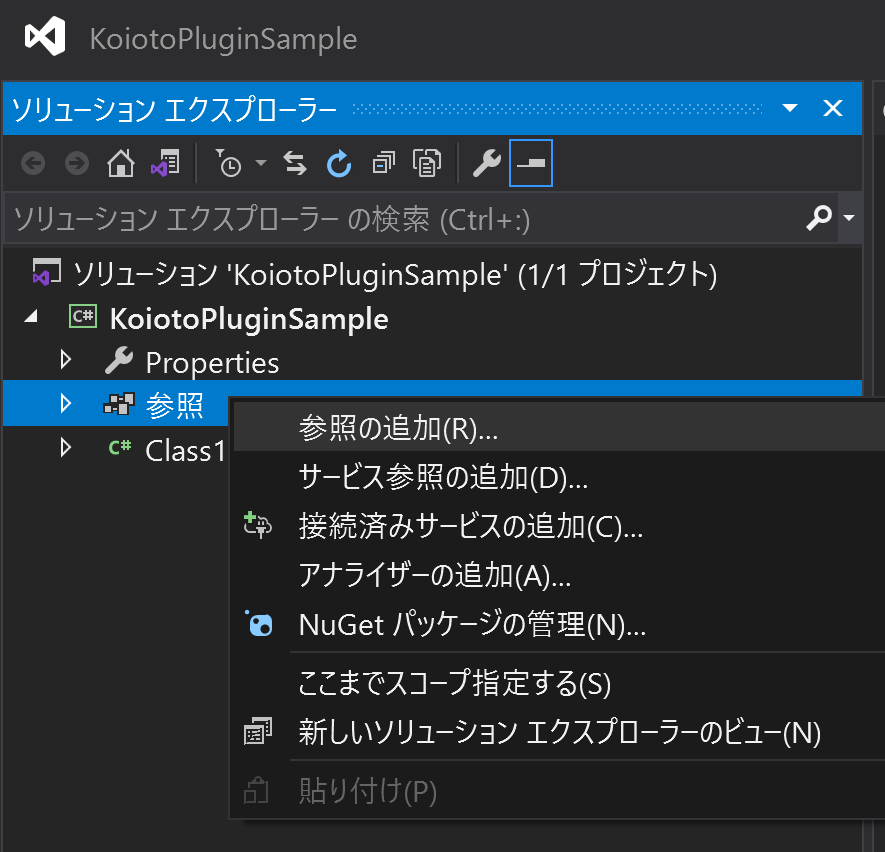 KoiotoPluginSample
ソリューション エクスプローラー
ソリューション エクスプローラー の検索 (Ctrl+:)
ソリューション 'KoiotoPluginSample' (1/1 プロジェクト)
C# KoiotoPluginSample
Properties
参照
C# Class1
参照の追加(R)...
サービス参照の追加(D)...
接続済みサービスの追加(C)...
アナライザーの追加(A)...
NuGet パッケージの管理(N)...
ここまでスコープ指定する(S)
新しいソリューション エクスプローラーのビュー(N)
貼り付け(P)